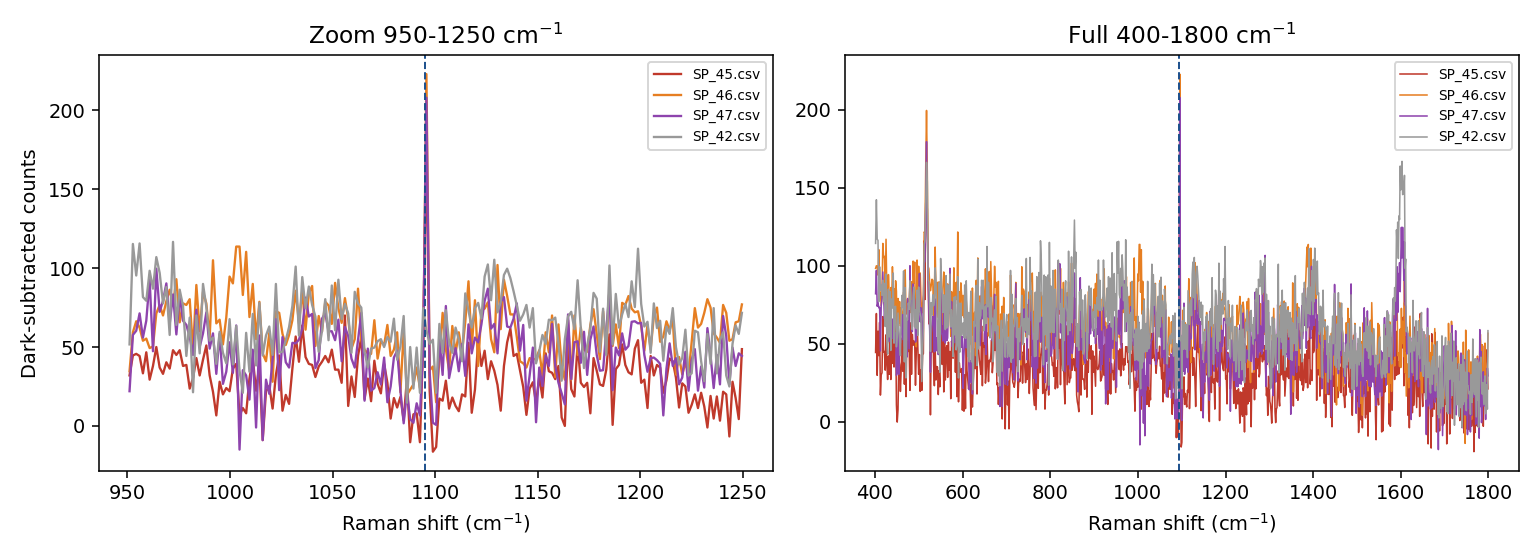 Zoom 950-1250 cm⁻¹
Dark-subtracted counts
200
150
100
50
0
950 1000 1050 1100 1150 1200 1250
Raman shift (cm⁻¹)
SP_45.csv
SP_46.csv
SP_47.csv
SP_42.csv
Full 400-1800 cm⁻¹
200
150
100
50
0
400 600 800 1000 1200 1400 1600 1800
Raman shift (cm⁻¹)
SP_45.csv
SP_46.csv
SP_47.csv
SP_42.csv